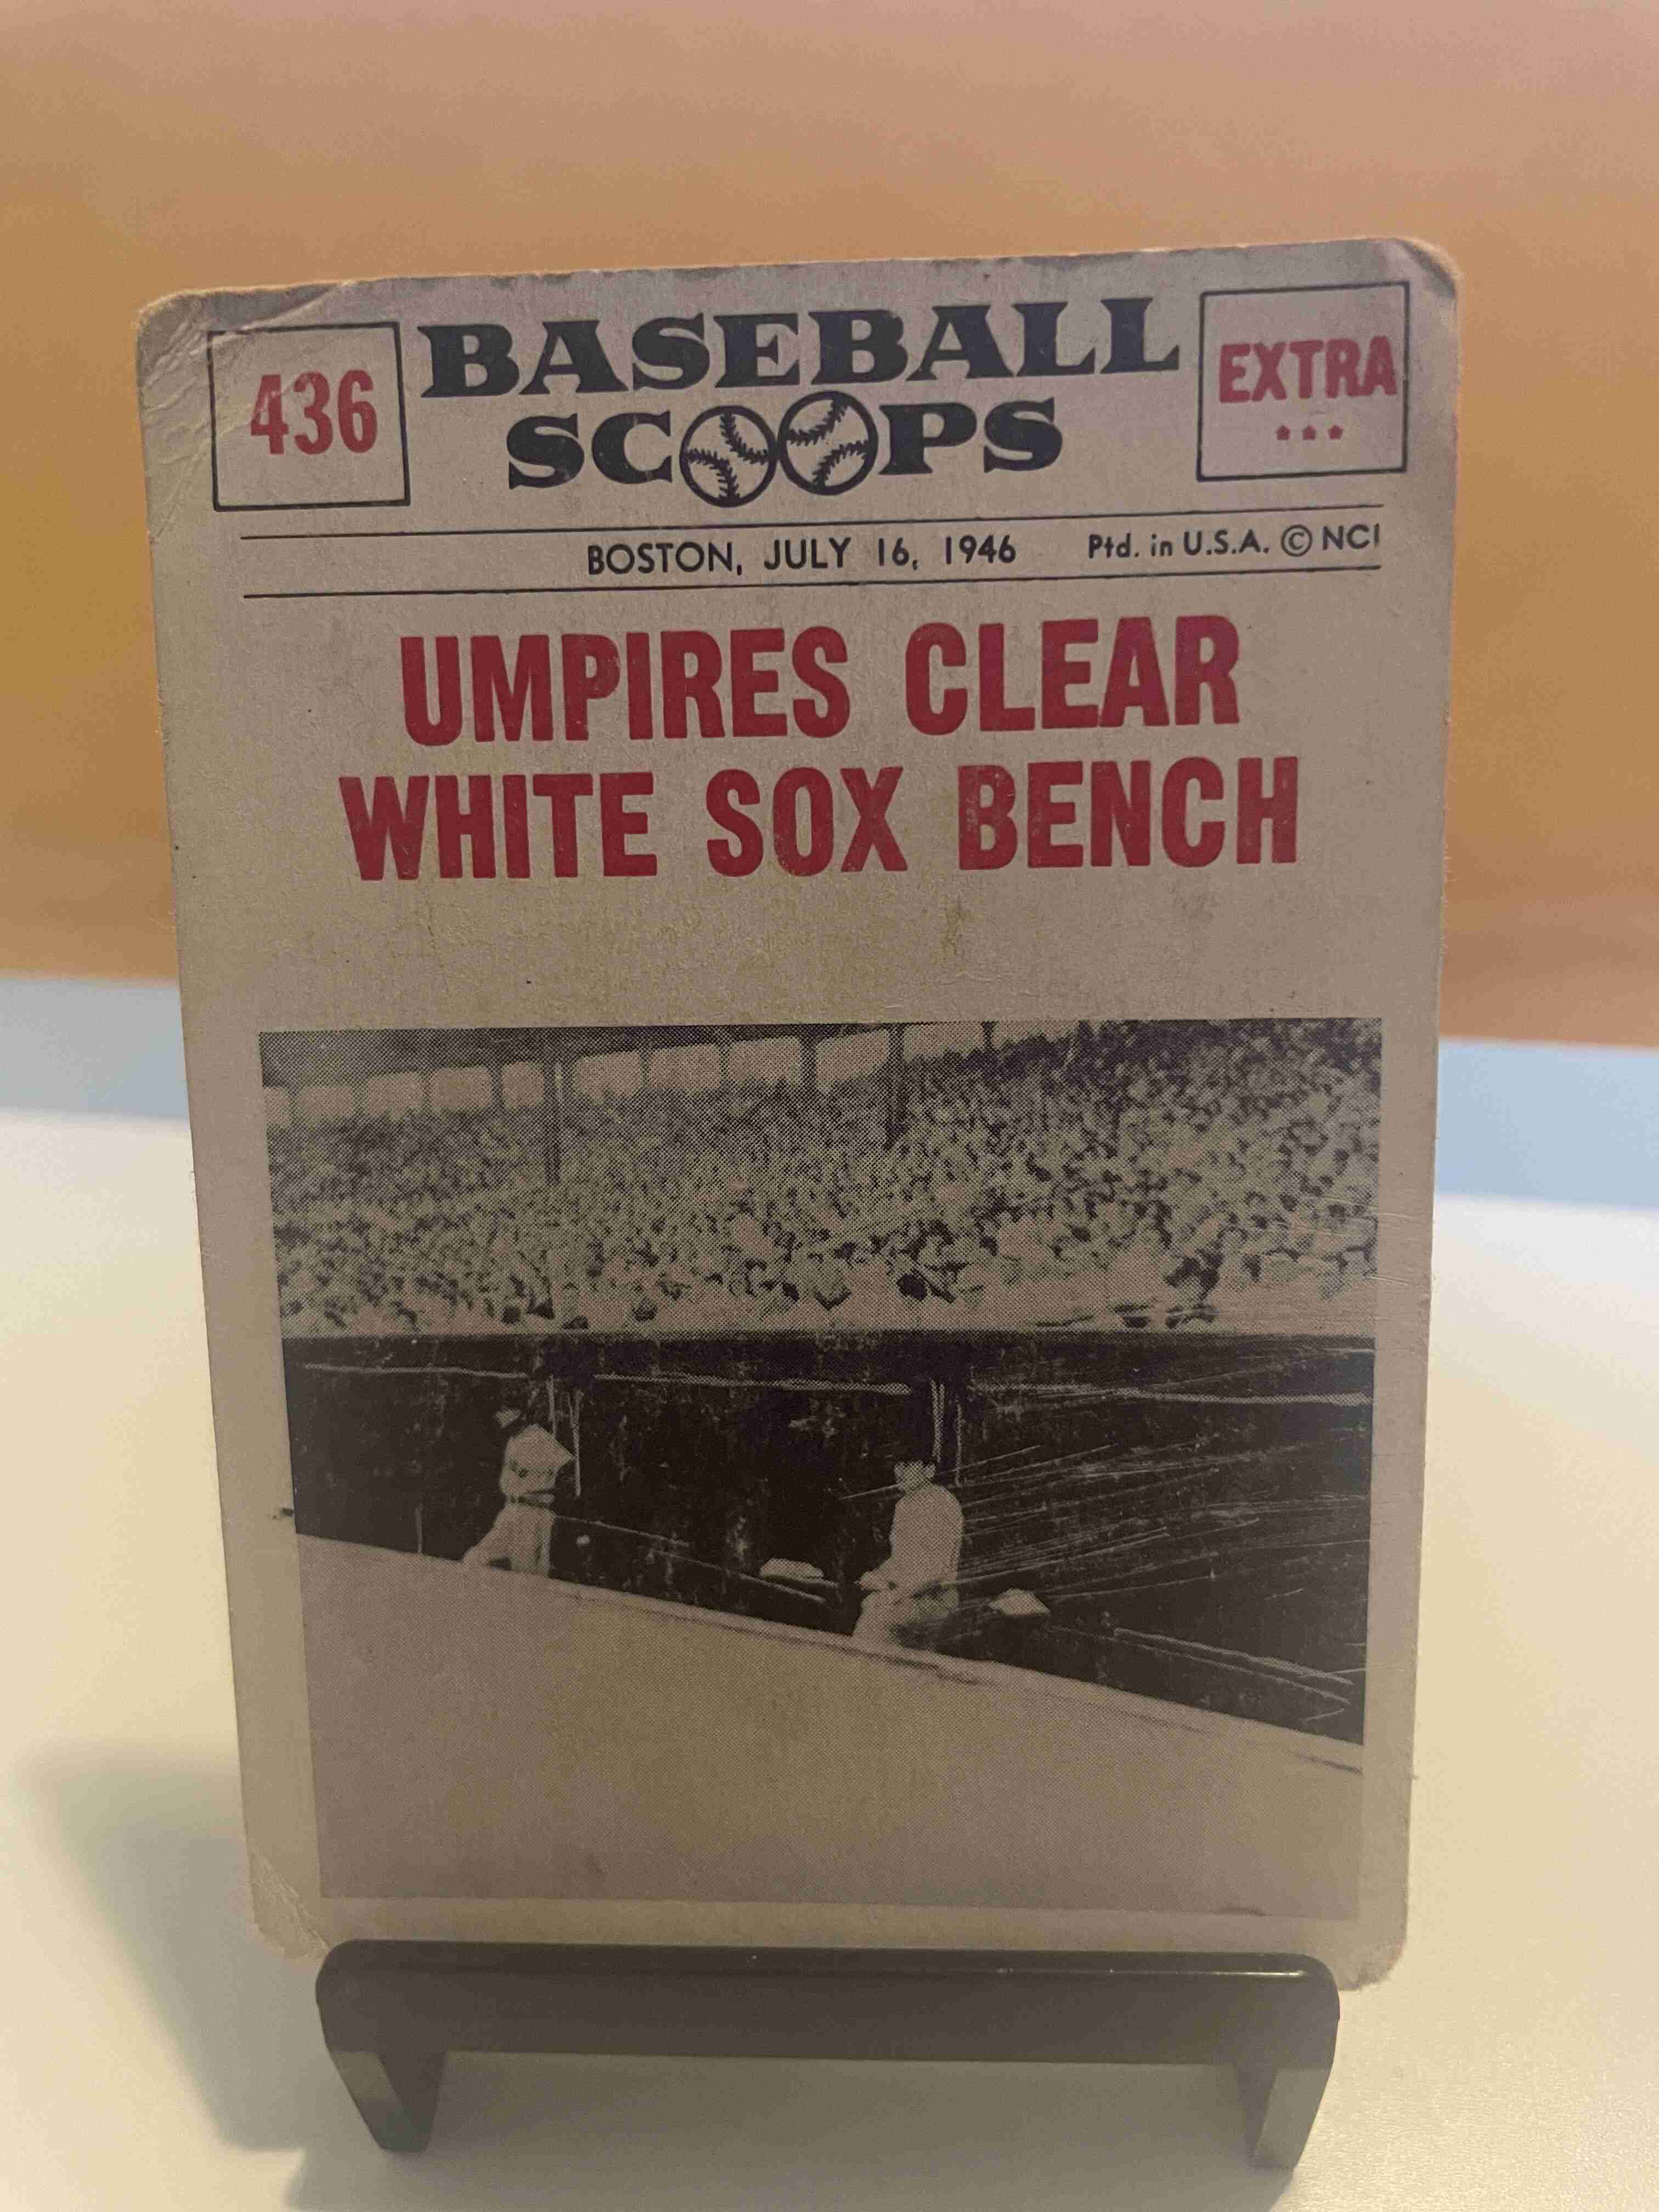 436
BASEBALL
SCOOPS
EXTRA
BOSTON, JULY 16, 1946 Ptd. in U.S.A. © NCI
UMPIRES CLEAR
WHITE SOX BENCH